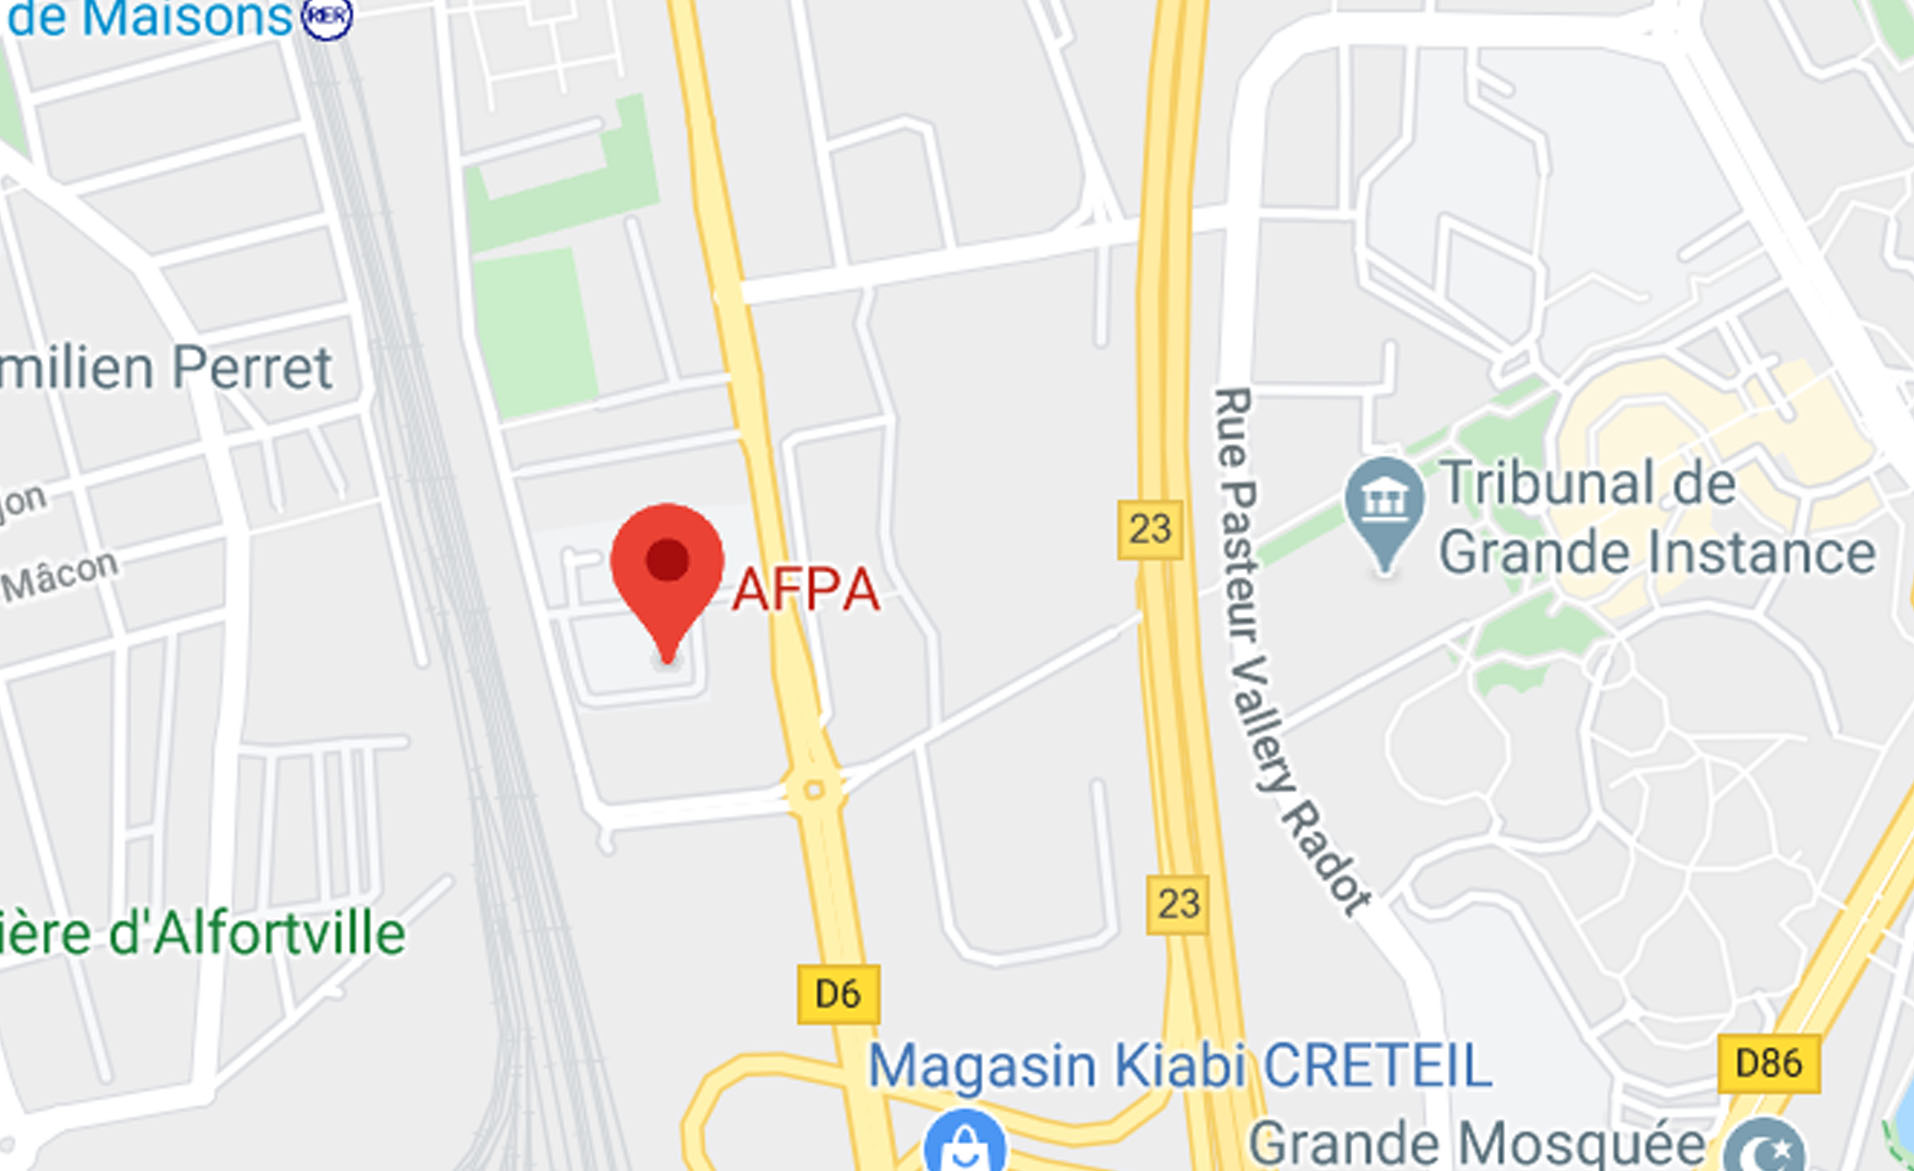 de Maisons
RER
milien Perret
jon
Mâcon
AFPA
23
Rue Pasteur Vallery Radot
Tribunal de
Grande Instance
23
ière d'Alfortville
D6
Magasin Kiabi CRETEIL
D86
Grande Mosquée